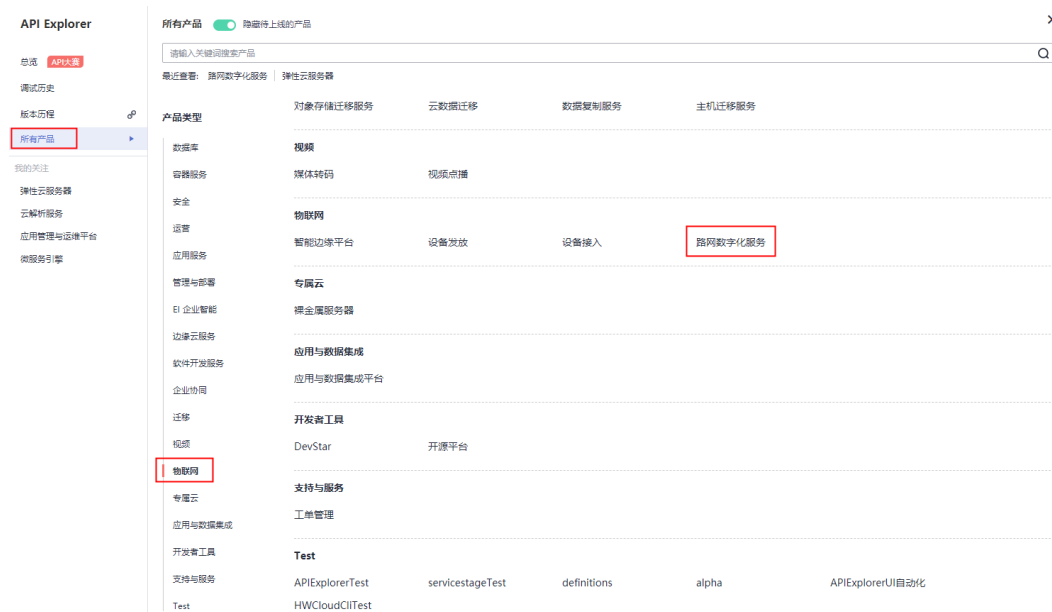 API Explorer
总览 API大赛
调试历史
版本历程
所有产品
我的关注
弹性云服务器
云解析服务
应用管理与运维平台
微服务引擎
所有产品 隐藏待上线的产品
请输入关键词搜索产品
最近查看: 路网数字化服务 弹性云服务器
产品类型
数据库
容器服务
安全
运营
应用服务
管理与部署
EI 企业智能
边缘云服务
软件开发服务
企业协同
迁移
视频
物联网
专属云
应用与数据集成
开发者工具
支持与服务
Test
对象存储迁移服务 云数据迁移 数据复制服务 主机迁移服务
视频
媒体转码 视频点播
物联网
智能边缘平台 设备发放 设备接入 路网数字化服务
专属云
裸金属服务器
应用与数据集成
应用与数据集成平台
开发者工具
DevStar 开源平台
支持与服务
工单管理
Test
APIExplorerTest servicestageTest definitions alpha APIExplorerUI自动化
HWCloudCliTest